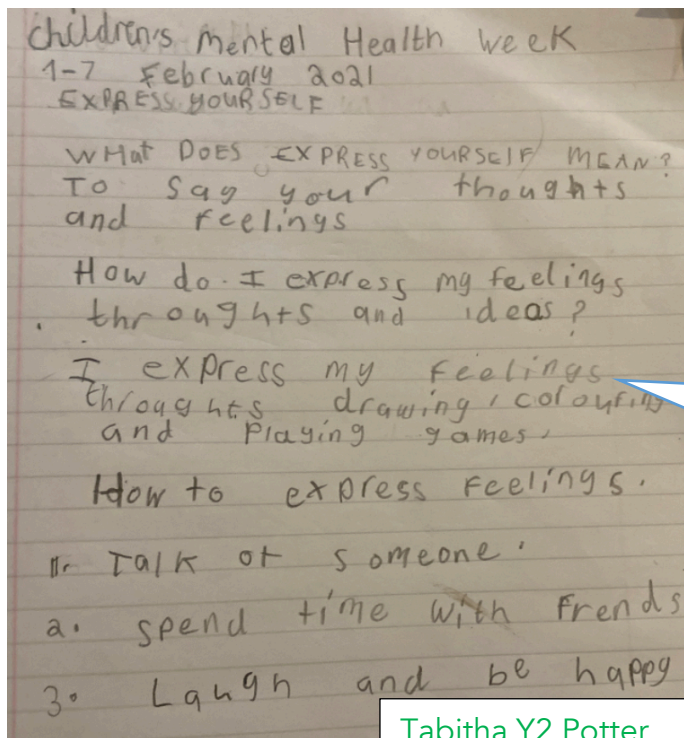 children's mental Health week
1-7 February 2021
EXPRESS YOURSELF
WHat DOES EXPRESS YOURSELF MEAN?
To say your thoughts
and feelings
How do I express my feelings
throughts and ideas?
I express my feelings
throughts drawing, colouring
and Playing games.
How to express feelings.
1. Talk ot someone.
2. spend time with Frends
3. Laugh and be happy
Tabitha Y2 Potter